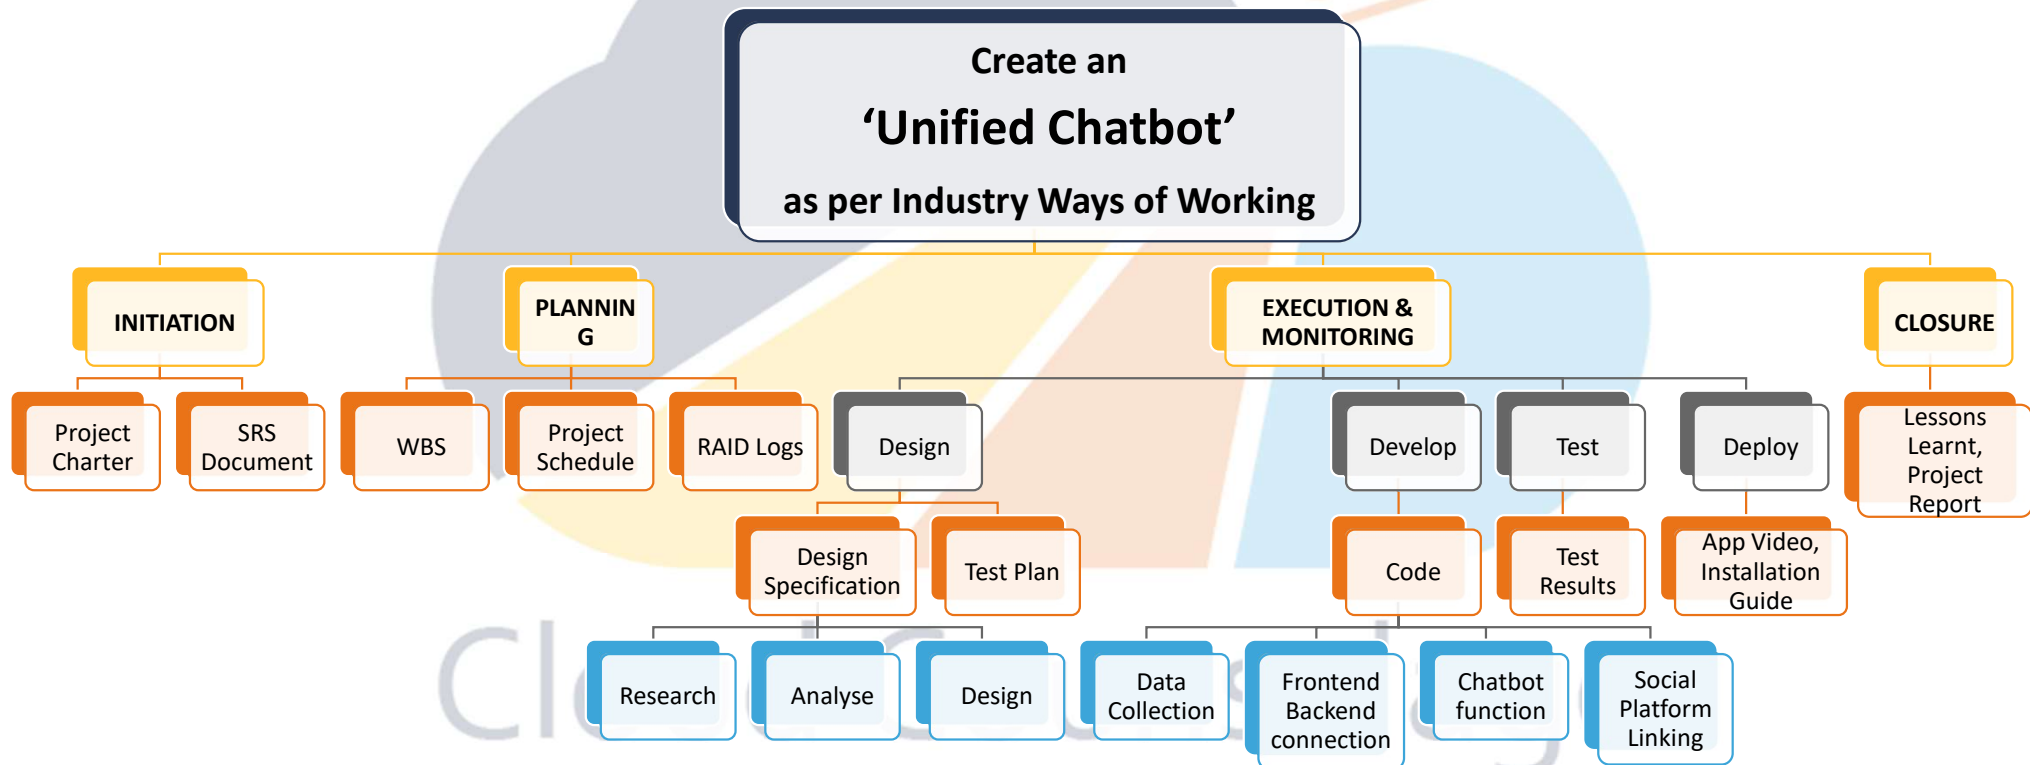 Create an
‘Unified Chatbot’
as per Industry Ways of Working
INITIATION
PLANNIN
G
EXECUTION &
MONITORING
CLOSURE
Project
Charter
SRS
Document
WBS
Project
Schedule
RAID Logs
Design
Develop
Test
Deploy
Lessons
Learnt,
Project
Report
Design
Specification
Test Plan
Code
Test
Results
App Video,
Installation
Guide
Research
Analyse
Design
Data
Collection
Frontend
Backend
connection
Chatbot
function
Social
Platform
Linking